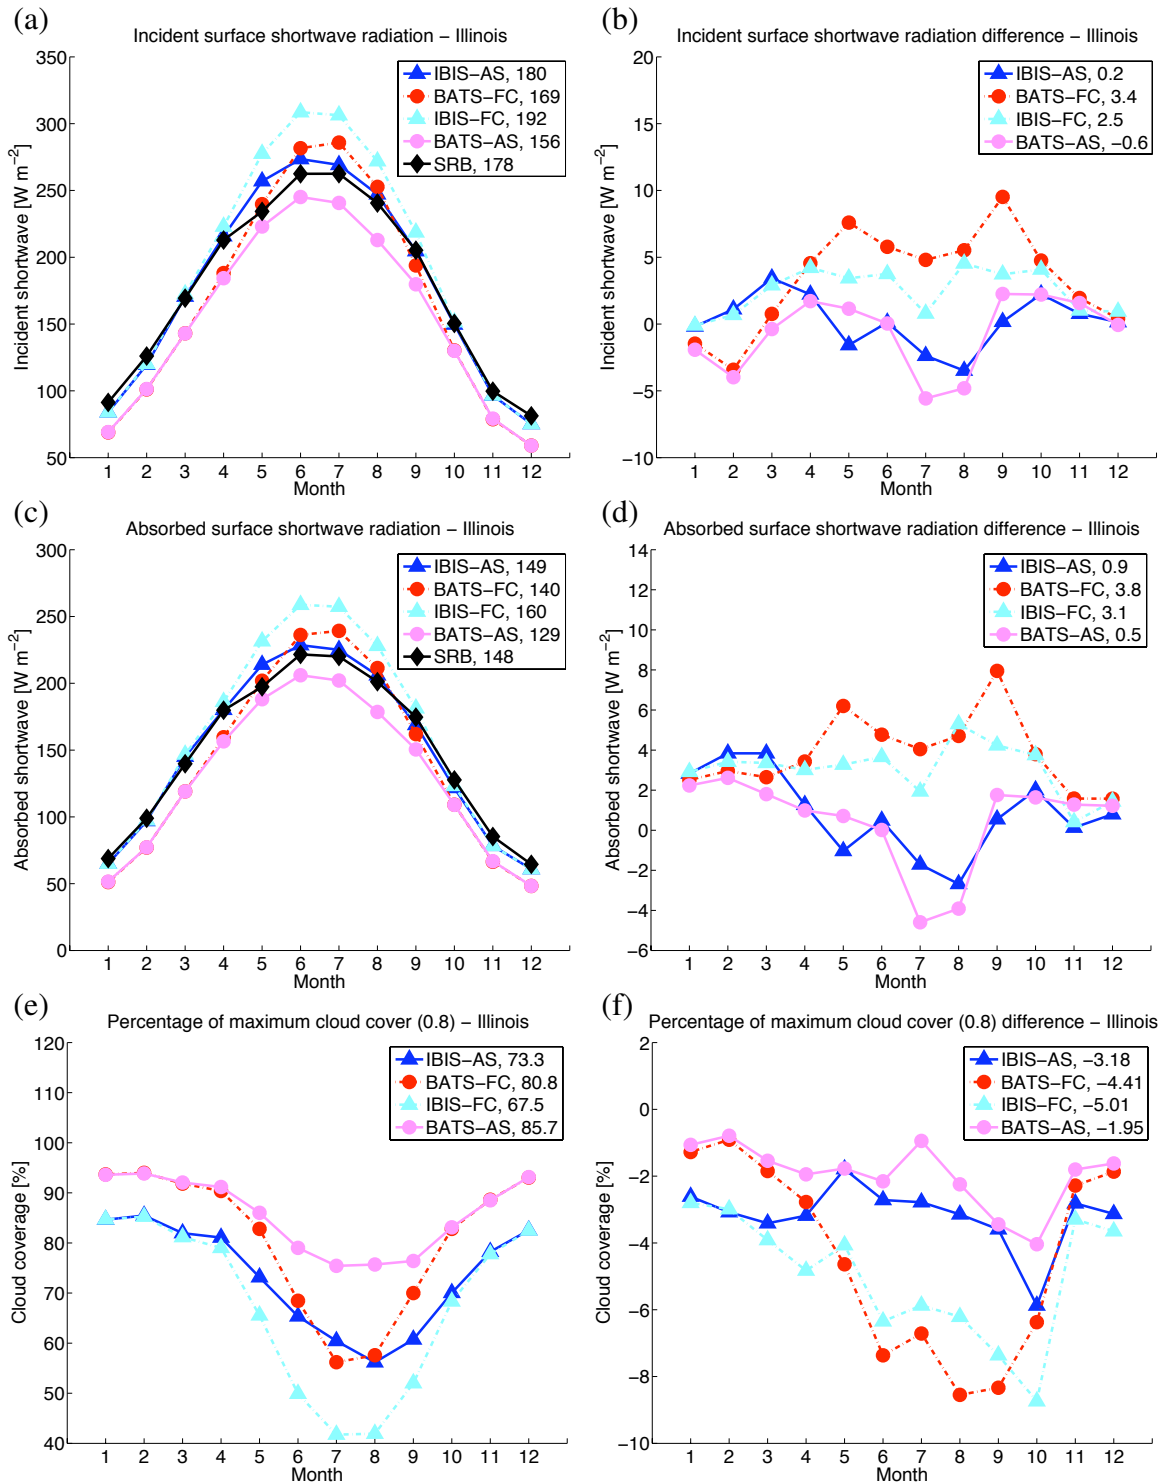 (a)
Incident surface shortwave radiation − Illinois
350
300
250
200
150
100
50
Incident shortwave [W m−2]
IBIS−AS, 180
BATS−FC, 169
IBIS−FC, 192
BATS−AS, 156
SRB, 178
1 2 3 4 5 6 7 8 9 10 11 12
Month
(b)
Incident surface shortwave radiation difference − Illinois
20
15
10
5
0
−5
−10
Incident shortwave [W m−2]
IBIS−AS, 0.2
BATS−FC, 3.4
IBIS−FC, 2.5
BATS−AS, −0.6
1 2 3 4 5 6 7 8 9 10 11 12
Month
(c)
Absorbed surface shortwave radiation − Illinois
300
250
200
150
100
50
0
Absorbed shortwave [W m−2]
IBIS−AS, 149
BATS−FC, 140
IBIS−FC, 160
BATS−AS, 129
SRB, 148
1 2 3 4 5 6 7 8 9 10 11 12
Month
(d)
Absorbed surface shortwave radiation difference − Illinois
14
12
10
8
6
4
2
0
−2
−4
−6
Absorbed shortwave [W m−2]
IBIS−AS, 0.9
BATS−FC, 3.8
IBIS−FC, 3.1
BATS−AS, 0.5
1 2 3 4 5 6 7 8 9 10 11 12
Month
(e)
Percentage of maximum cloud cover (0.8) − Illinois
120
110
100
90
80
70
60
50
40
Cloud coverage [%]
IBIS−AS, 73.3
BATS−FC, 80.8
IBIS−FC, 67.5
BATS−AS, 85.7
1 2 3 4 5 6 7 8 9 10 11 12
Month
(f)
Percentage of maximum cloud cover (0.8) difference − Illinois
2
0
−2
−4
−6
−8
−10
Cloud coverage [%]
IBIS−AS, −3.18
BATS−FC, −4.41
IBIS−FC, −5.01
BATS−AS, −1.95
1 2 3 4 5 6 7 8 9 10 11 12
Month